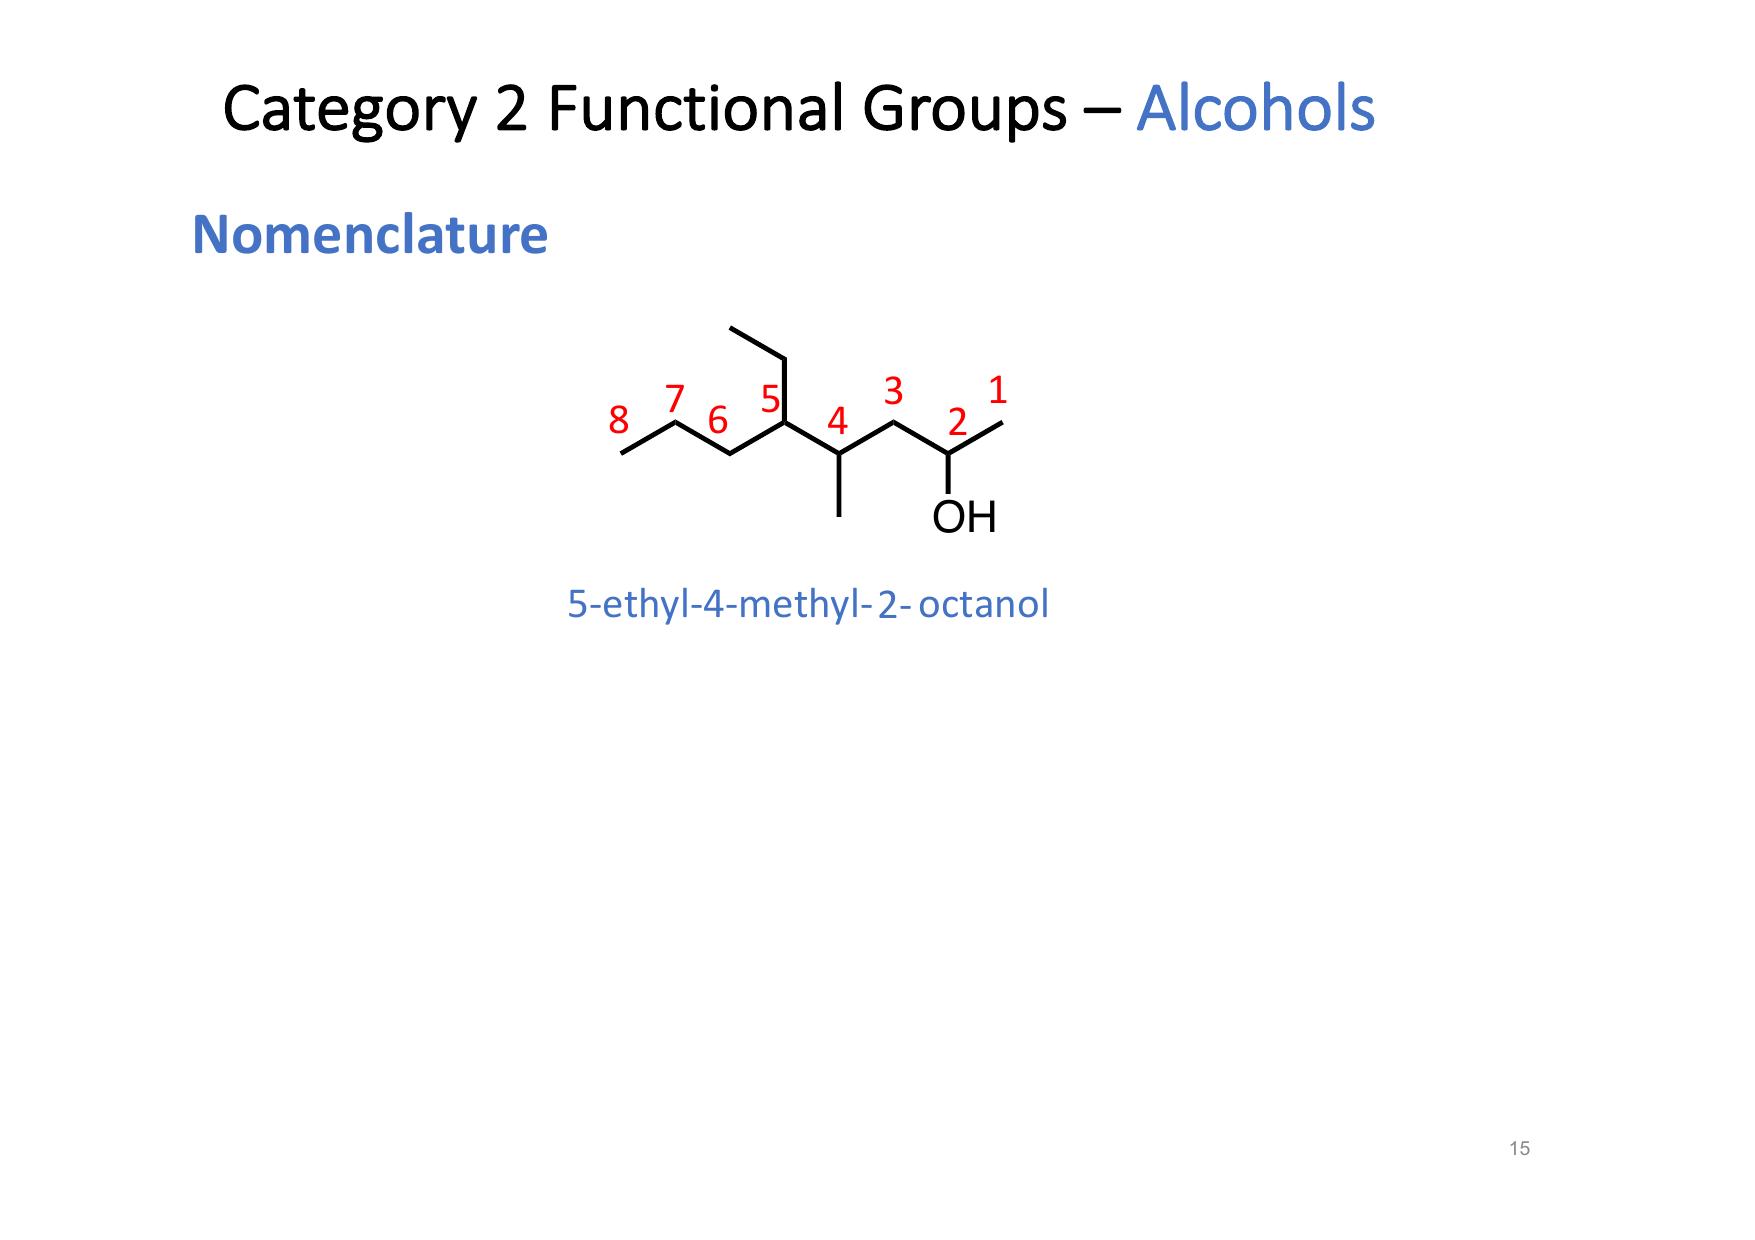 Category 2 Functional Groups – Alcohols
Nomenclature
8 7 6 5 4 3 2 1
OH
5-ethyl-4-methyl-2-octanol
15